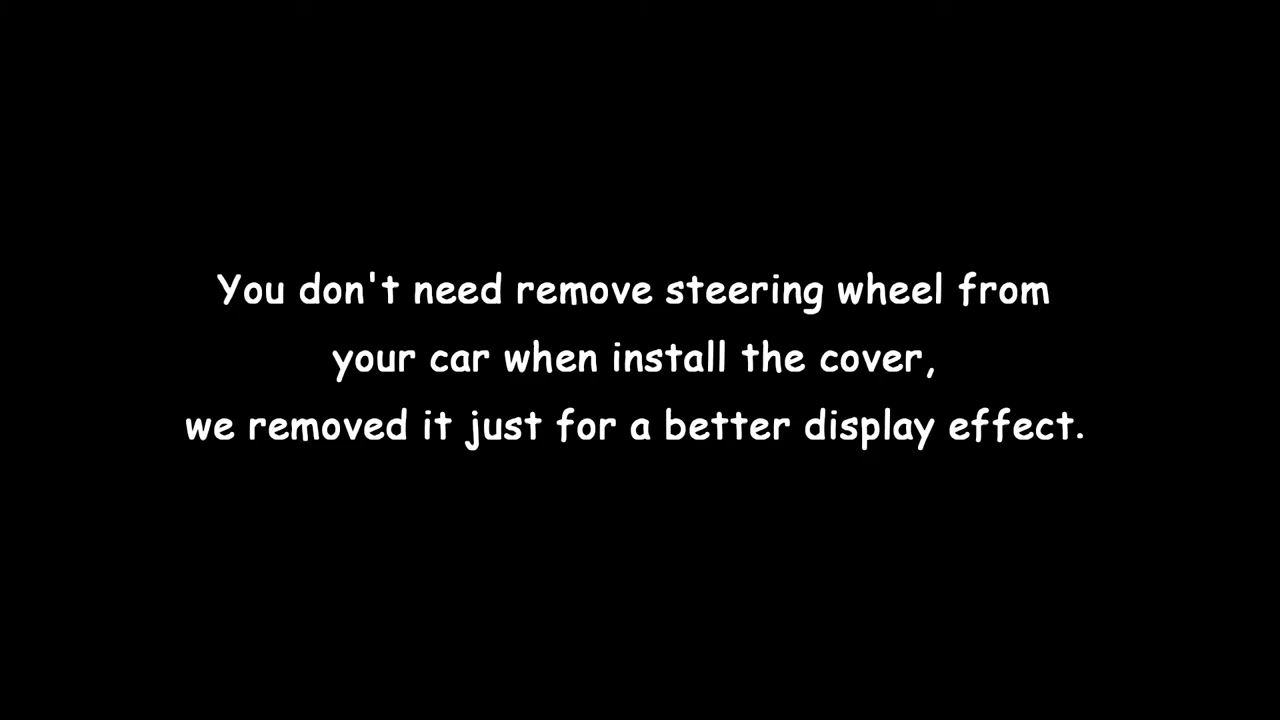 You don't need remove steering wheel from
your car when install the cover,
we removed it just for a better display effect.